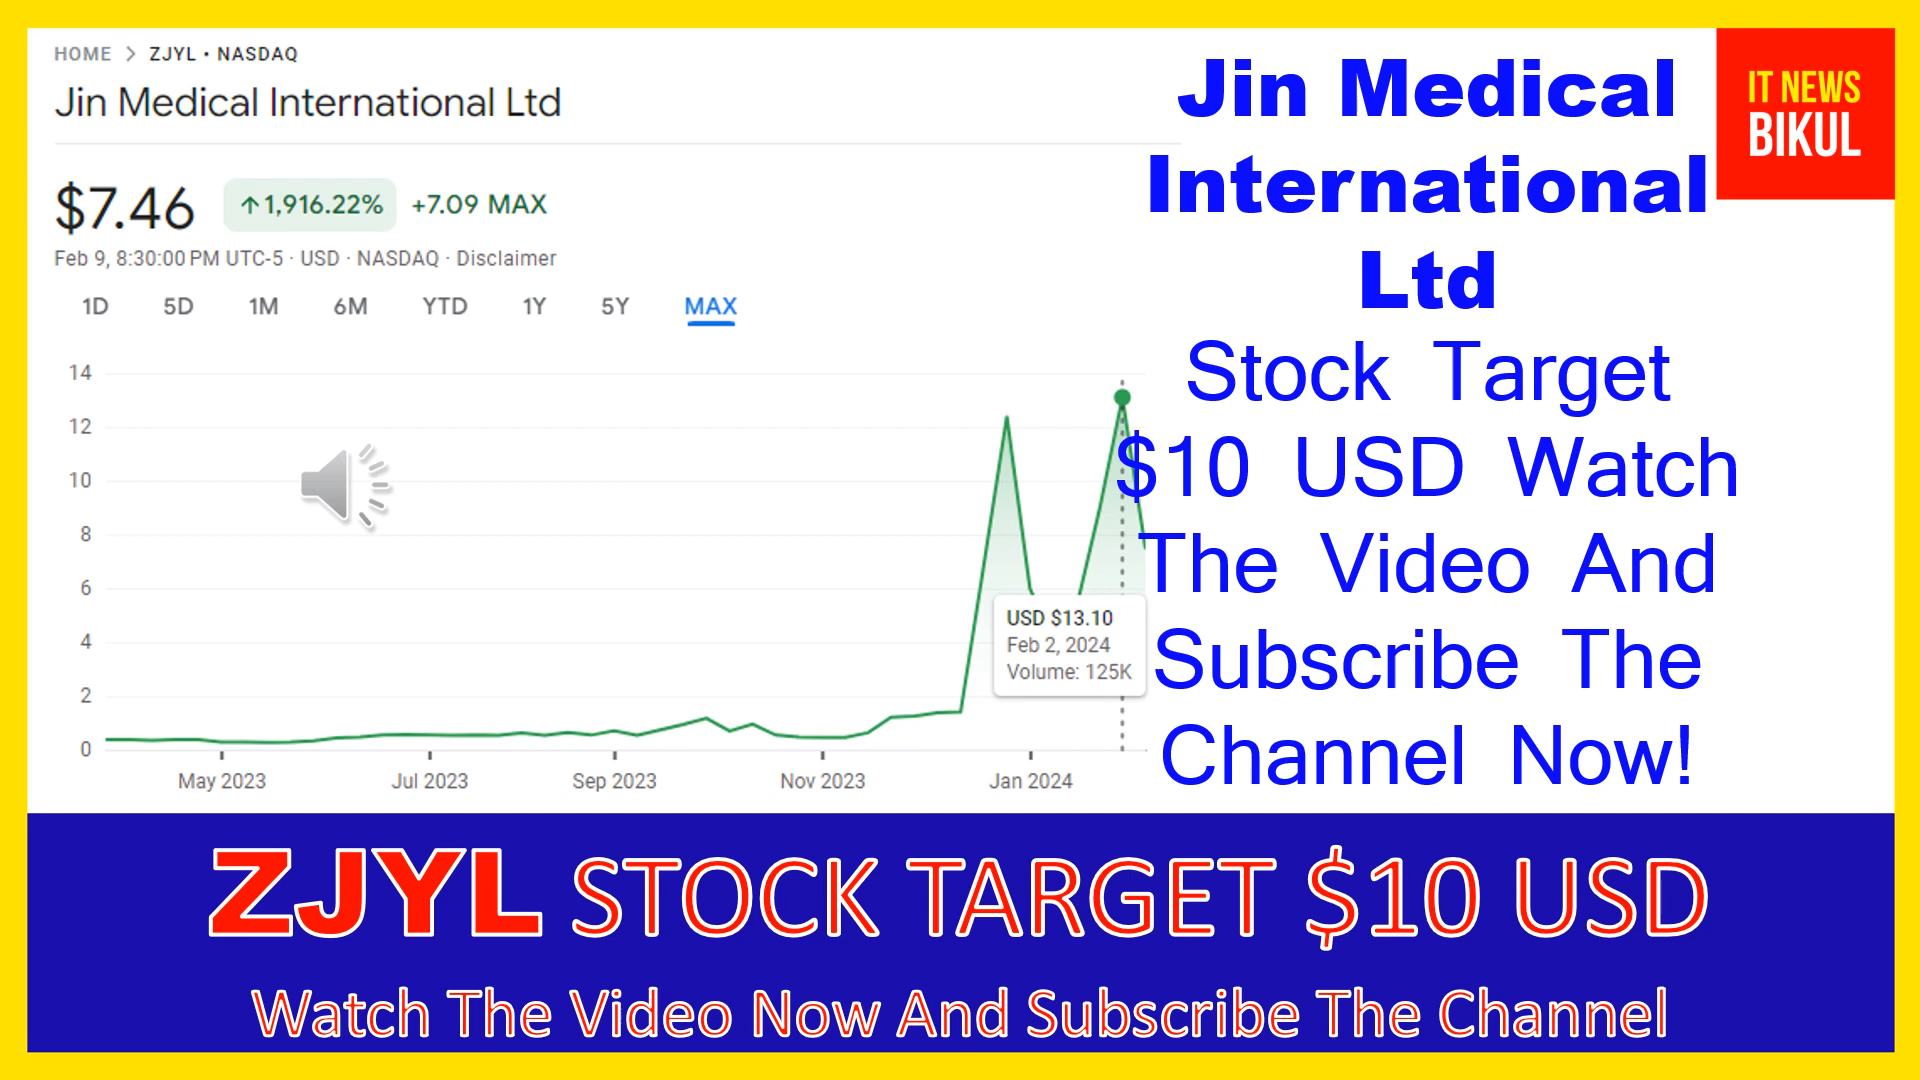 HOME > ZJYL • NASDAQ
Jin Medical International Ltd
$7.46 ↑1,916.22% +7.09 MAX
Feb 9, 8:30:00 PM UTC-5 · USD · NASDAQ · Disclaimer
1D 5D 1M 6M YTD 1Y 5Y MAX
14
12
10
8
6
4
2
0
USD $13.10
Feb 2, 2024
Volume: 125K
May 2023 Jul 2023 Sep 2023 Nov 2023 Jan 2024
Jin Medical
International
Ltd
Stock Target
$10 USD Watch
The Video And
Subscribe The
Channel Now!
IT NEWS
BIKUL
ZJYL STOCK TARGET $10 USD
Watch The Video Now And Subscribe The Channel